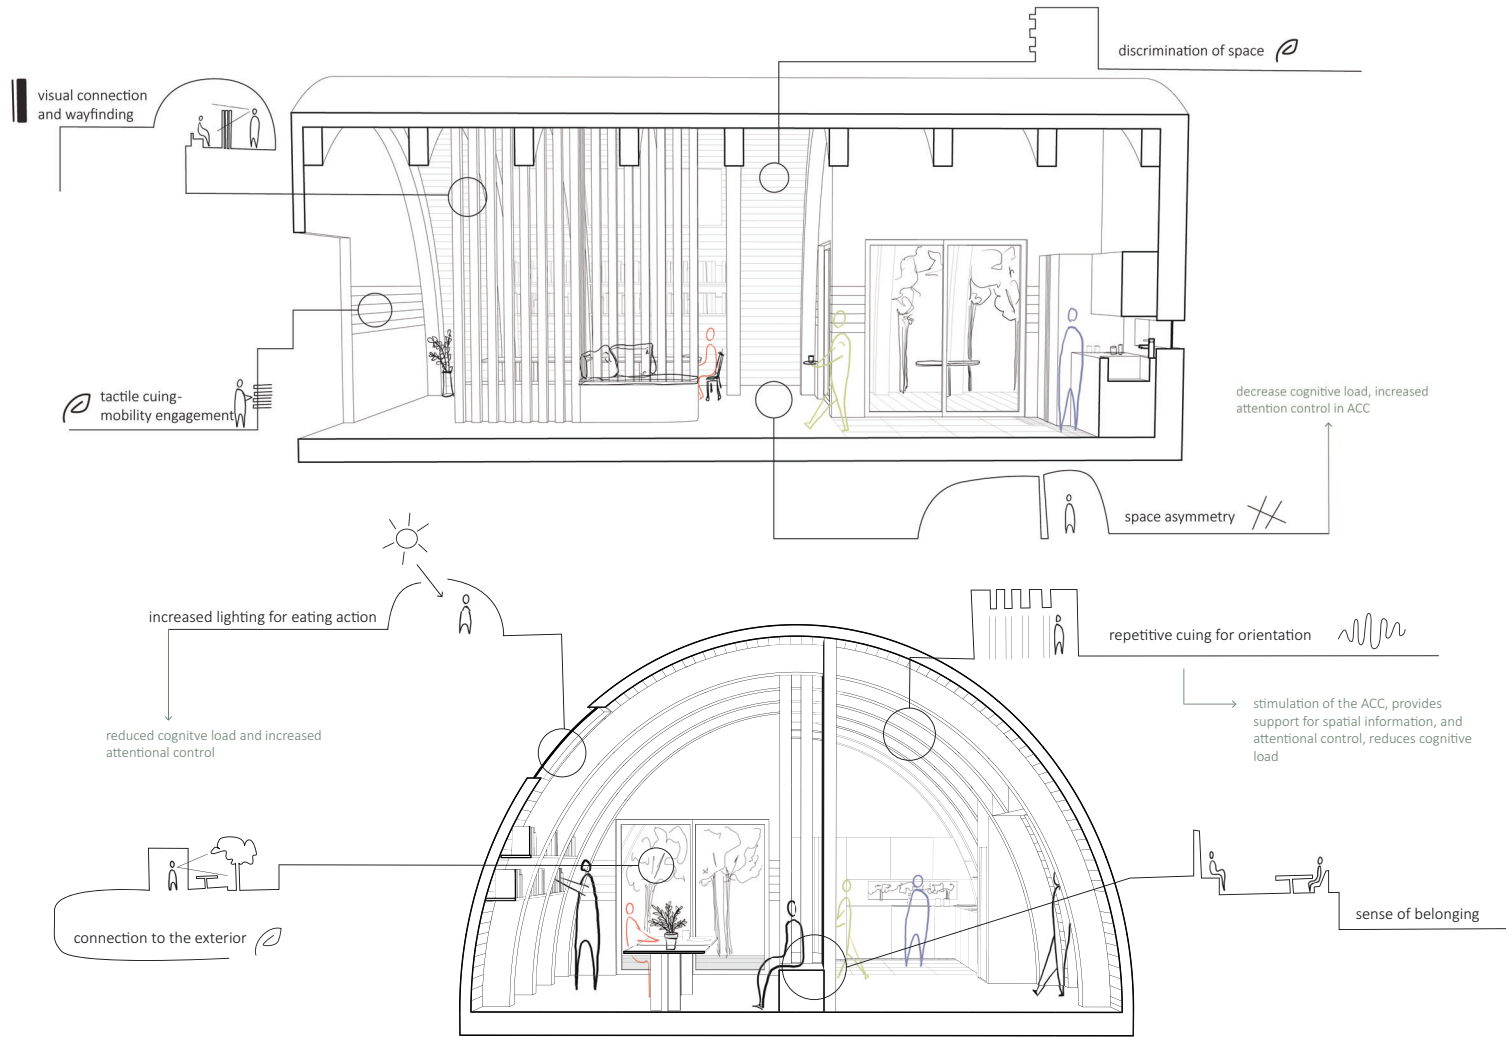 discrimination of space
visual connection
and wayfinding
tactile cuing-
mobility engagement
decrease cognitive load, increased
attention control in ACC
space asymmetry
increased lighting for eating action
repetitive cuing for orientation
reduced cognitve load and increased
attentional control
stimulation of the ACC, provides
support for spatial information, and
attentional control, reduces cognitive
load
connection to the exterior
sense of belonging